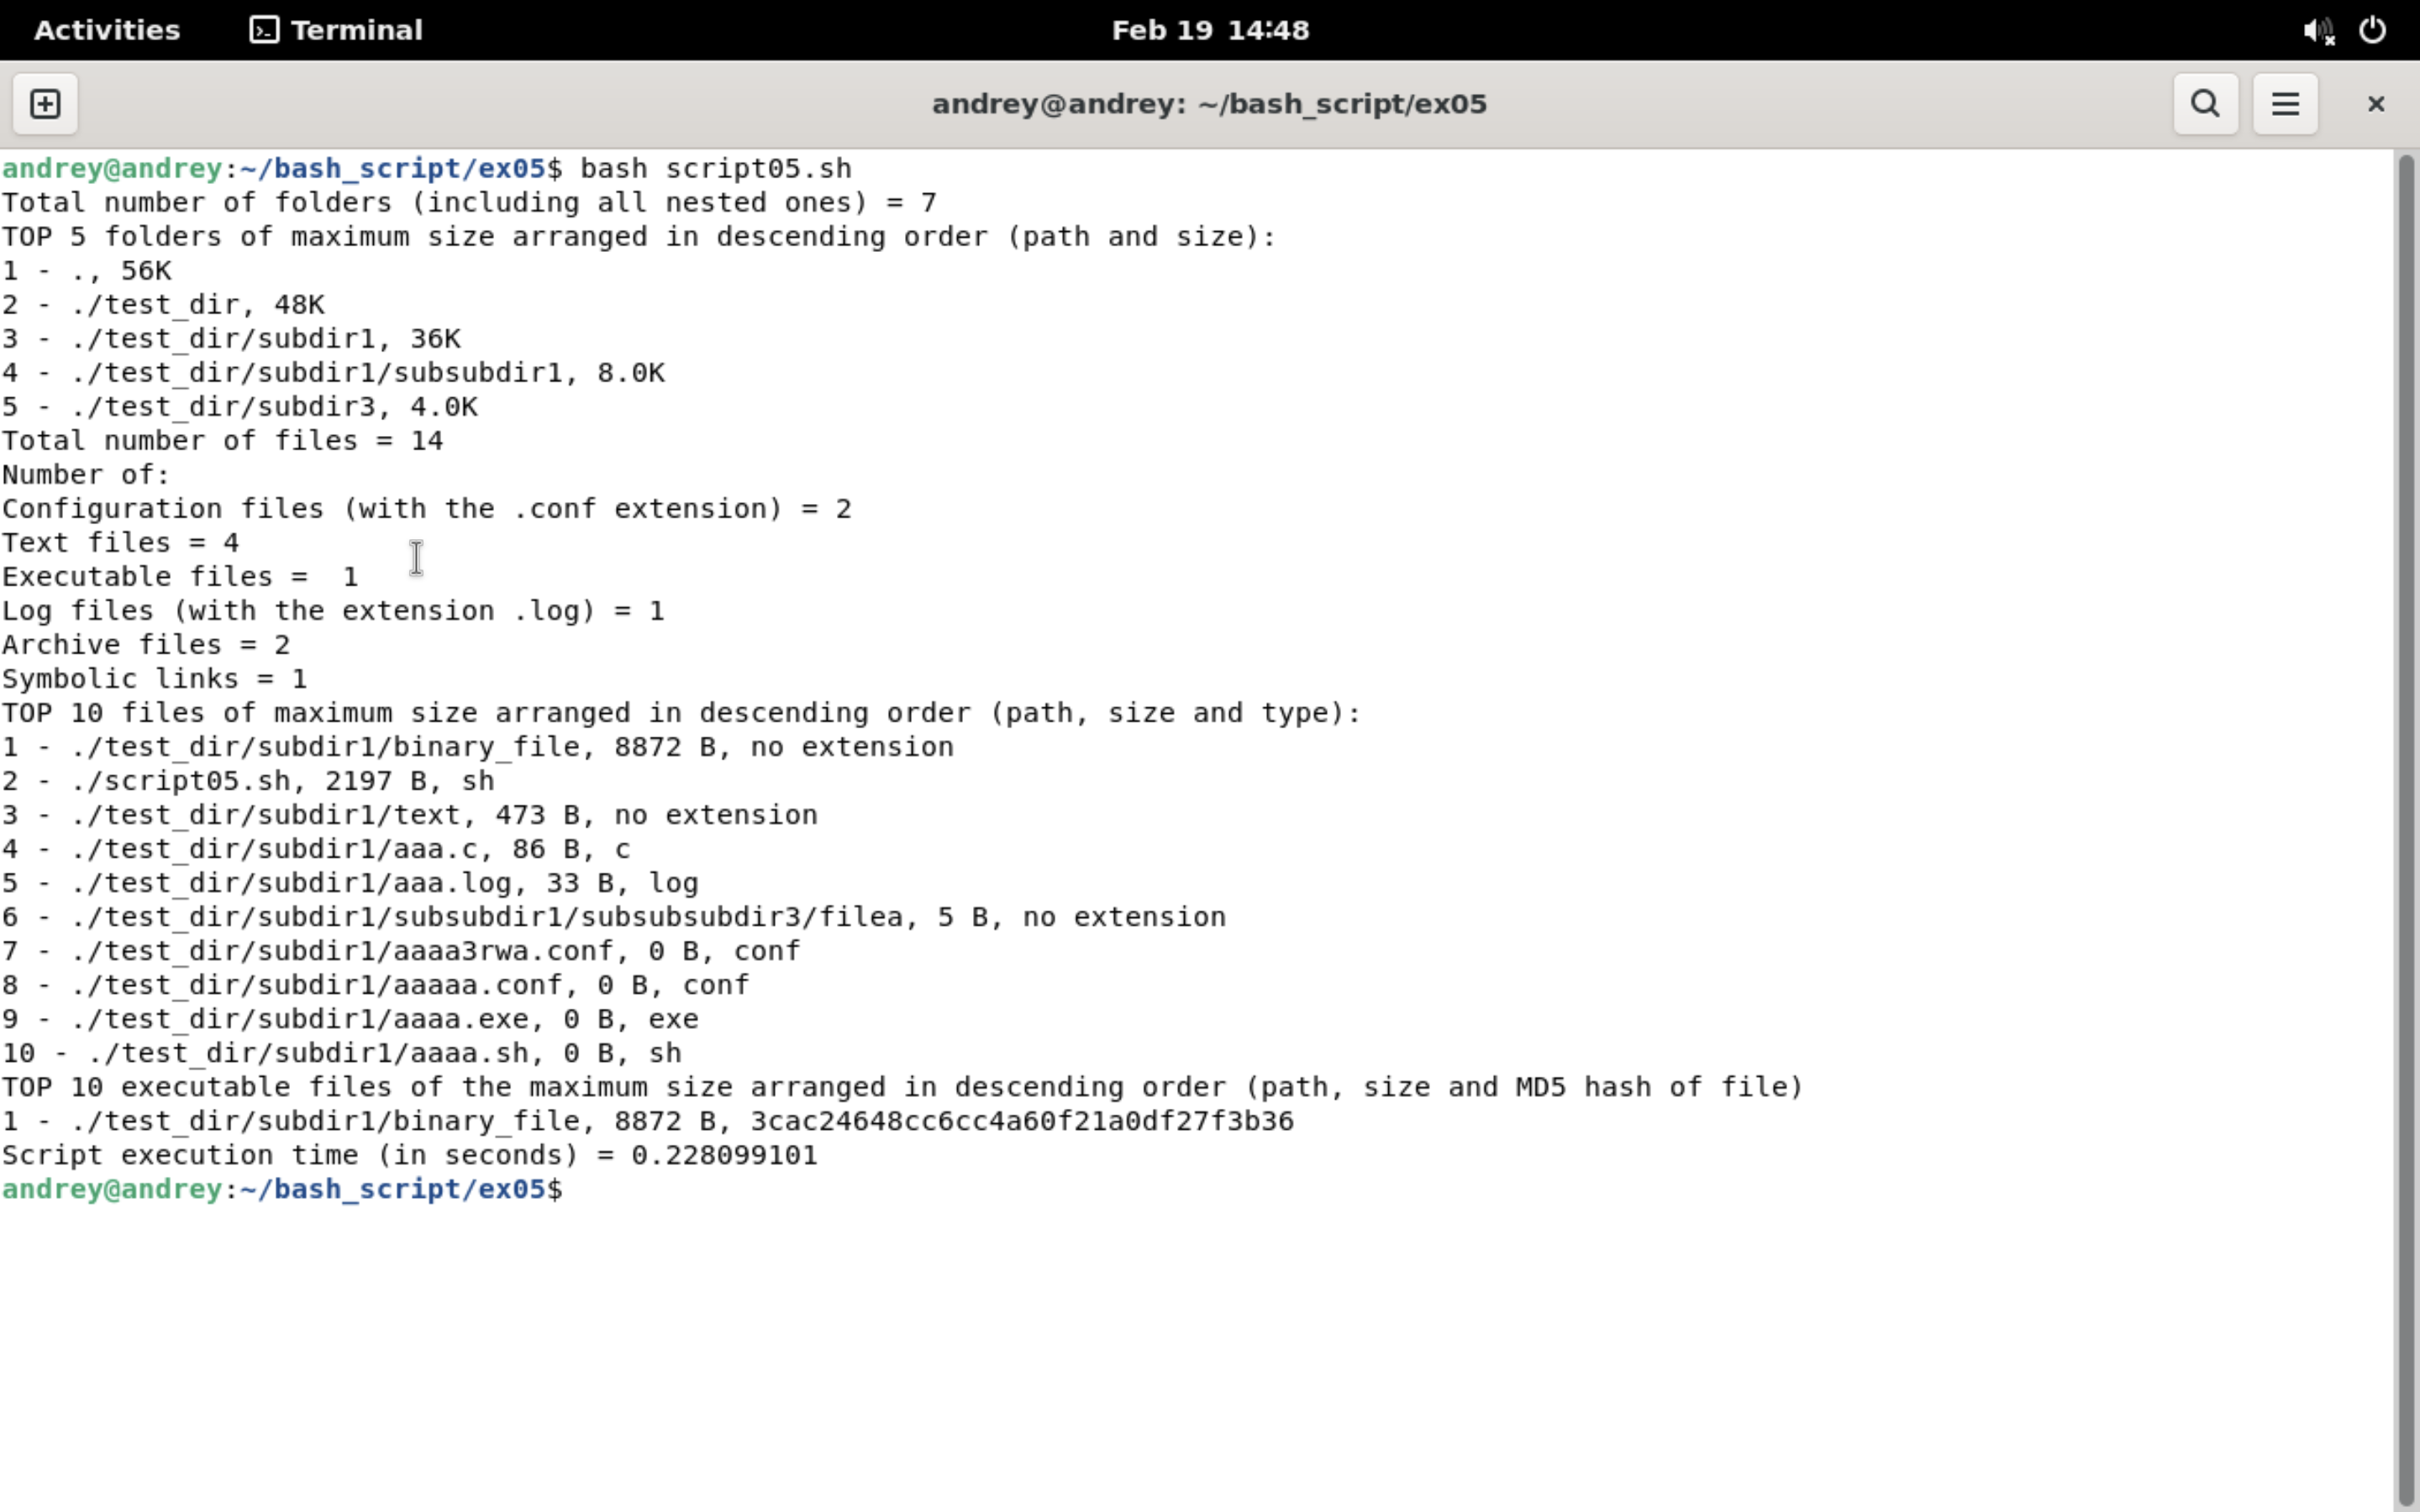 Activities Terminal Feb 19 14:48
andrey@andrey: ~/bash_script/ex05
andrey@andrey:~/bash_script/ex05$ bash script05.sh
Total number of folders (including all nested ones) = 7
TOP 5 folders of maximum size arranged in descending order (path and size):
1 - ., 56K
2 - ./test_dir, 48K
3 - ./test_dir/subdir1, 36K
4 - ./test_dir/subdir1/subsubdir1, 8.0K
5 - ./test_dir/subdir3, 4.0K
Total number of files = 14
Number of:
Configuration files (with the .conf extension) = 2
Text files = 4
Executable files =  1
Log files (with the extension .log) = 1
Archive files = 2
Symbolic links = 1
TOP 10 files of maximum size arranged in descending order (path, size and type):
1 - ./test_dir/subdir1/binary_file, 8872 B, no extension
2 - ./script05.sh, 2197 B, sh
3 - ./test_dir/subdir1/text, 473 B, no extension
4 - ./test_dir/subdir1/aaa.c, 86 B, c
5 - ./test_dir/subdir1/aaa.log, 33 B, log
6 - ./test_dir/subdir1/subsubdir1/subsubsubdir3/filea, 5 B, no extension
7 - ./test_dir/subdir1/aaaa3rwa.conf, 0 B, conf
8 - ./test_dir/subdir1/aaaaa.conf, 0 B, conf
9 - ./test_dir/subdir1/aaaa.exe, 0 B, exe
10 - ./test_dir/subdir1/aaaa.sh, 0 B, sh
TOP 10 executable files of the maximum size arranged in descending order (path, size and MD5 hash of file)
1 - ./test_dir/subdir1/binary_file, 8872 B, 3cac24648cc6cc4a60f21a0df27f3b36
Script execution time (in seconds) = 0.228099101
andrey@andrey:~/bash_script/ex05$